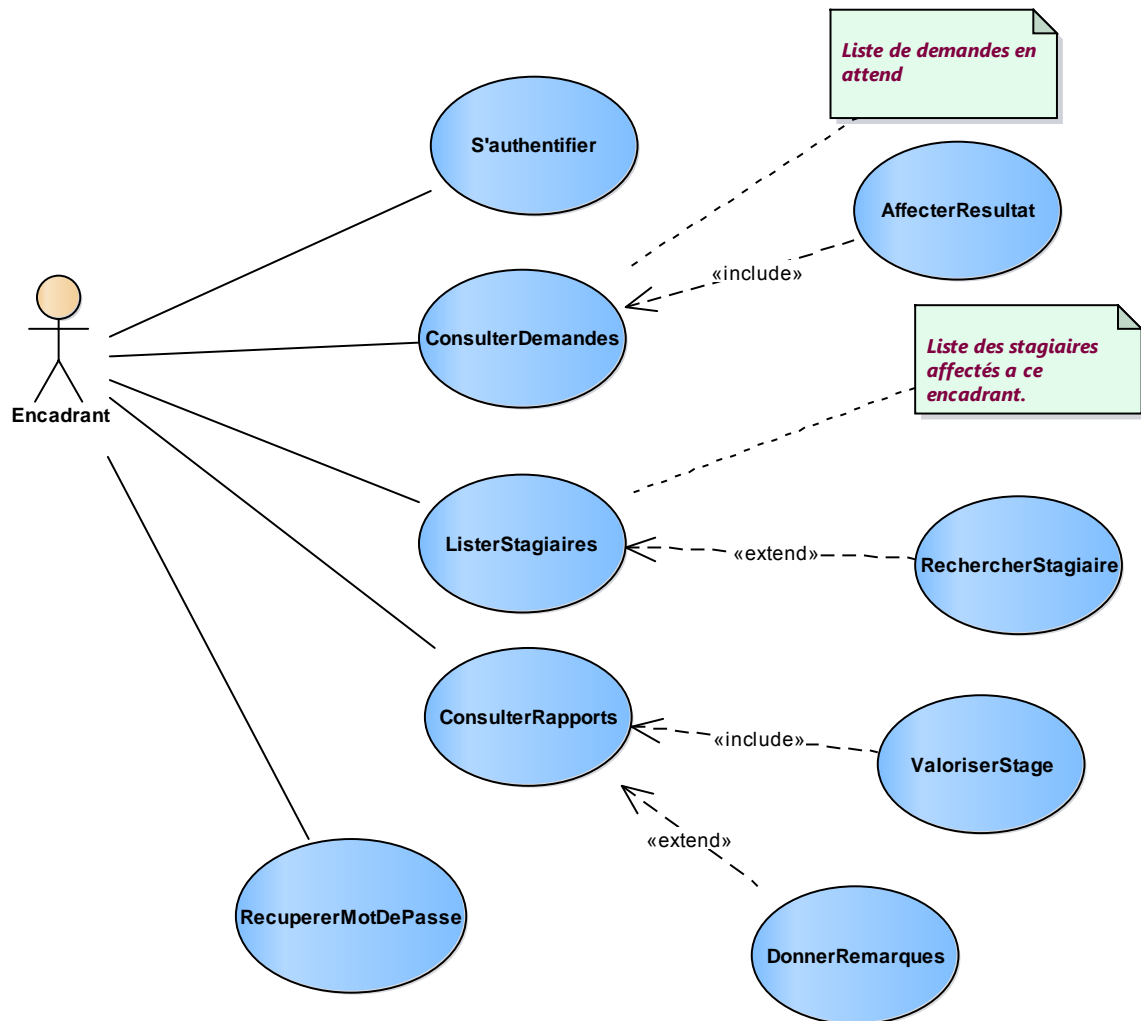 Liste de demandes en
attend
S'authentifier
AffecterResultat
«include»
ConsulterDemandes
Liste des stagiaires
affectés a ce
encadrant.
Encadrant
ListerStagiaires
«extend»
RechercherStagiaire
ConsulterRapports
«include»
ValoriserStage
«extend»
RecupererMotDePasse
DonnerRemarques